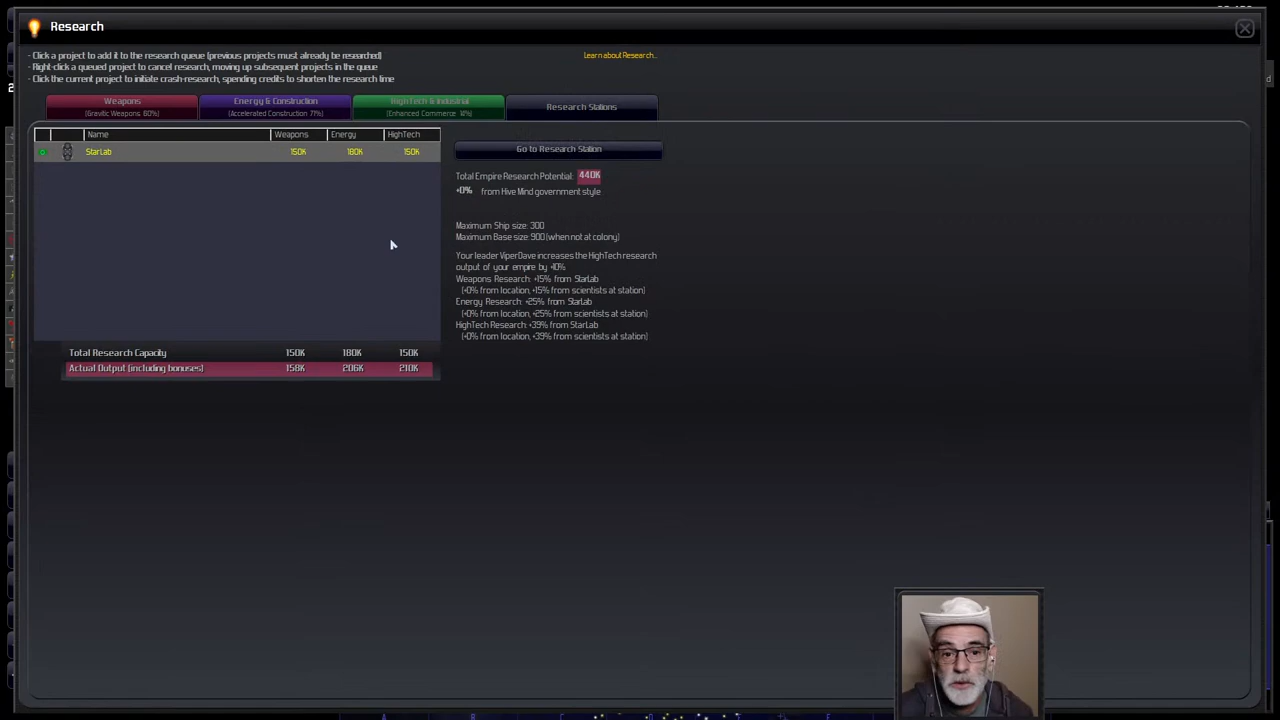 Research
- Click a project to add it to the research queue (previous projects must already be researched)
- Right-click a queued project to cancel research, moving up subsequent projects in the queue
- Click the current project to initiate crash-research, spending credits to shorten the research time
Learn about Research...
Weapons
(Gravitic Weapons 60%)
Energy & Construction
(Accelerated Construction 71%)
HighTech & Industrial
Research Stations
Name Weapons Energy HighTech
StarLab 150K 180K 150K
Total Research Capacity 150K 180K 150K
Actual Output (including bonuses) 158K 206K 210K
Go to Research Station
Total Empire Research Potential: 440K
+0% from Hive Mind government style
Maximum Ship size: 300
Maximum Base size: 900 (when not at colony)
Your leader ViperDave increases the HighTech research
output of your empire by +10%
Weapons Research: +15% from StarLab
(+0% from location, +15% from scientists at station)
Energy Research: +25% from StarLab
(+0% from location, +25% from scientists at station)
HighTech Research: +39% from StarLab
(+0% from location, +39% from scientists at station)